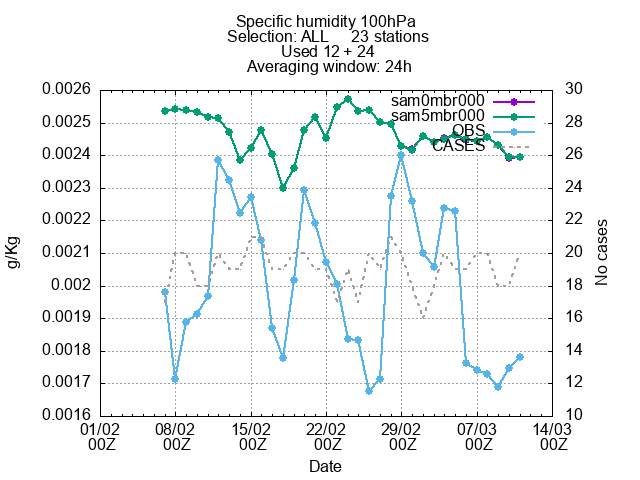 Specific humidity 100hPa
Selection: ALL 23 stations
Used 12 + 24
Averaging window: 24h
sam0mbr000
sam5mbr000
OBS
CASES
g/Kg
0.0026
0.0025
0.0024
0.0023
0.0022
0.0021
0.002
0.0019
0.0018
0.0017
0.0016
30
28
26
24
22
20
18
16
14
12
10
No cases
01/02 08/02 15/02 22/02 29/02 07/03 14/03
00Z 00Z 00Z 00Z 00Z 00Z 00Z
Date